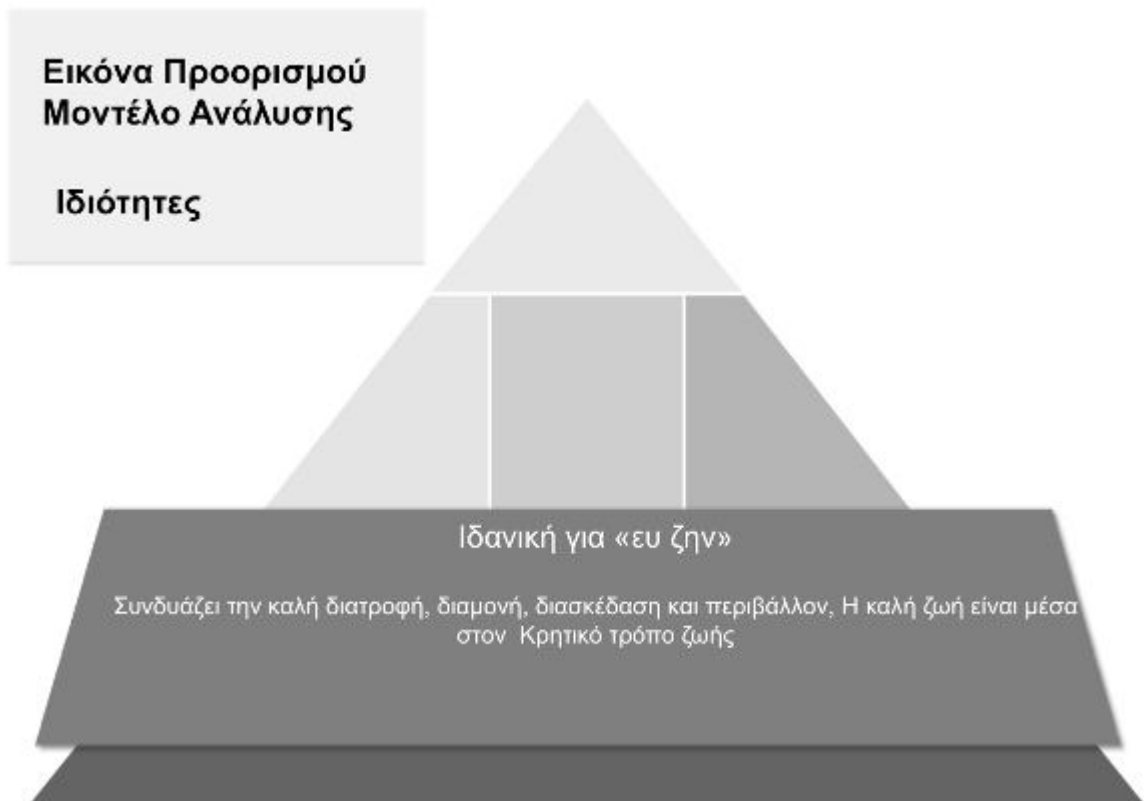 Εικόνα Προορισμού
Μοντέλο Ανάλυσης
Ιδιότητες
Ιδανική για «ευ ζην»
Συνδυάζει την καλή διατροφή, διαμονή, διασκέδαση και περιβάλλον, Η καλή ζωή είναι μέσα
στον Κρητικό τρόπο ζωής